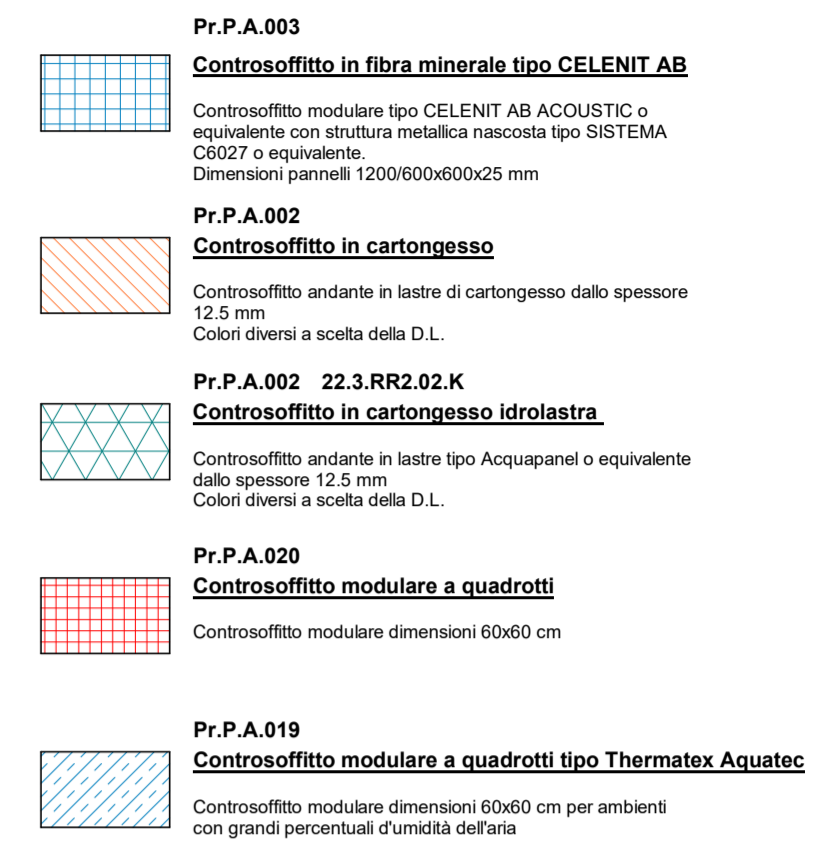 Pr.P.A.003
Controsoffitto in fibra minerale tipo CELENIT AB
Controsoffitto modulare tipo CELENIT AB ACOUSTIC o
equivalente con struttura metallica nascosta tipo SISTEMA
C6027 o equivalente.
Dimensioni pannelli 1200/600x600x25 mm
Pr.P.A.002
Controsoffitto in cartongesso
Controsoffitto andante in lastre di cartongesso dallo spessore
12.5 mm
Colori diversi a scelta della D.L.
Pr.P.A.002 22.3.RR2.02.K
Controsoffitto in cartongesso idrolastra
Controsoffitto andante in lastre tipo Acquapanel o equivalente
dallo spessore 12.5 mm
Colori diversi a scelta della D.L.
Pr.P.A.020
Controsoffitto modulare a quadrotti
Controsoffitto modulare dimensioni 60x60 cm
Pr.P.A.019
Controsoffitto modulare a quadrotti tipo Thermatex Aquatec
Controsoffitto modulare dimensioni 60x60 cm per ambienti
con grandi percentuali d'umidità dell'aria